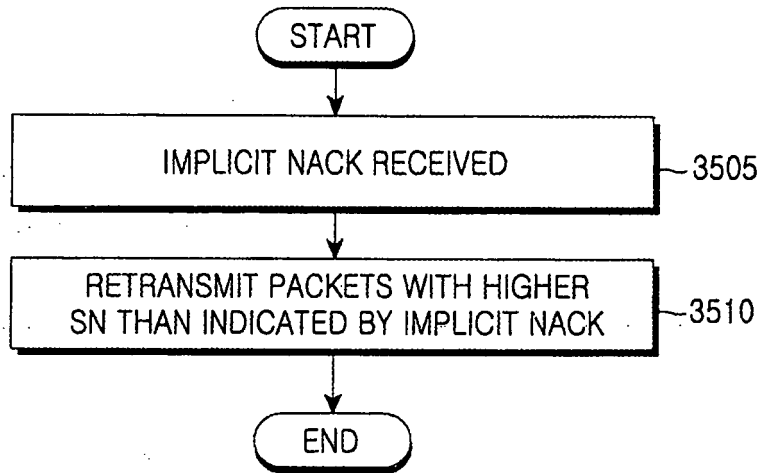 START
IMPLICIT NACK RECEIVED
3505
RETRANSMIT PACKETS WITH HIGHER
SN THAN INDICATED BY IMPLICIT NACK
3510
END